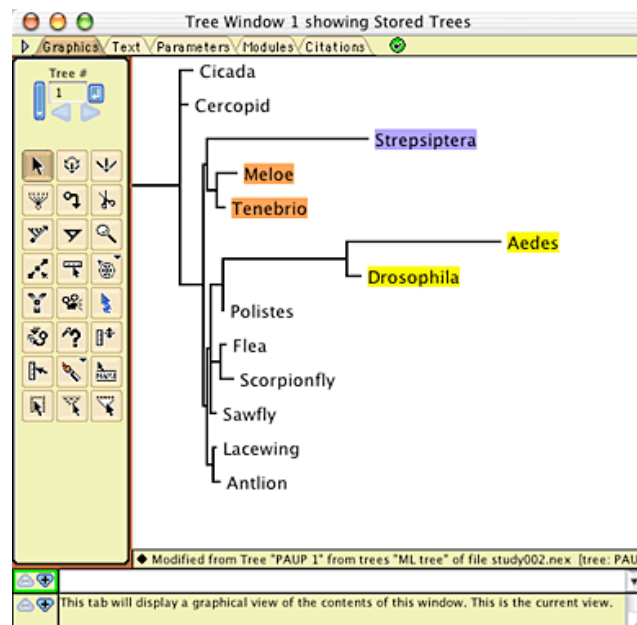 Tree Window 1 showing Stored Trees
Graphics Text Parameters Modules Citations
Tree #
1
Cicada
Cercopid
Strepsiptera
Meloe
Tenebrio
Aedes
Drosophila
Polistes
Flea
Scorpionfly
Sawfly
Lacewing
Antlion
◆ Modified from Tree "PAUP 1" from trees "ML tree" of file study002.nex [tree: PAU
This tab will display a graphical view of the contents of this window. This is the current view.